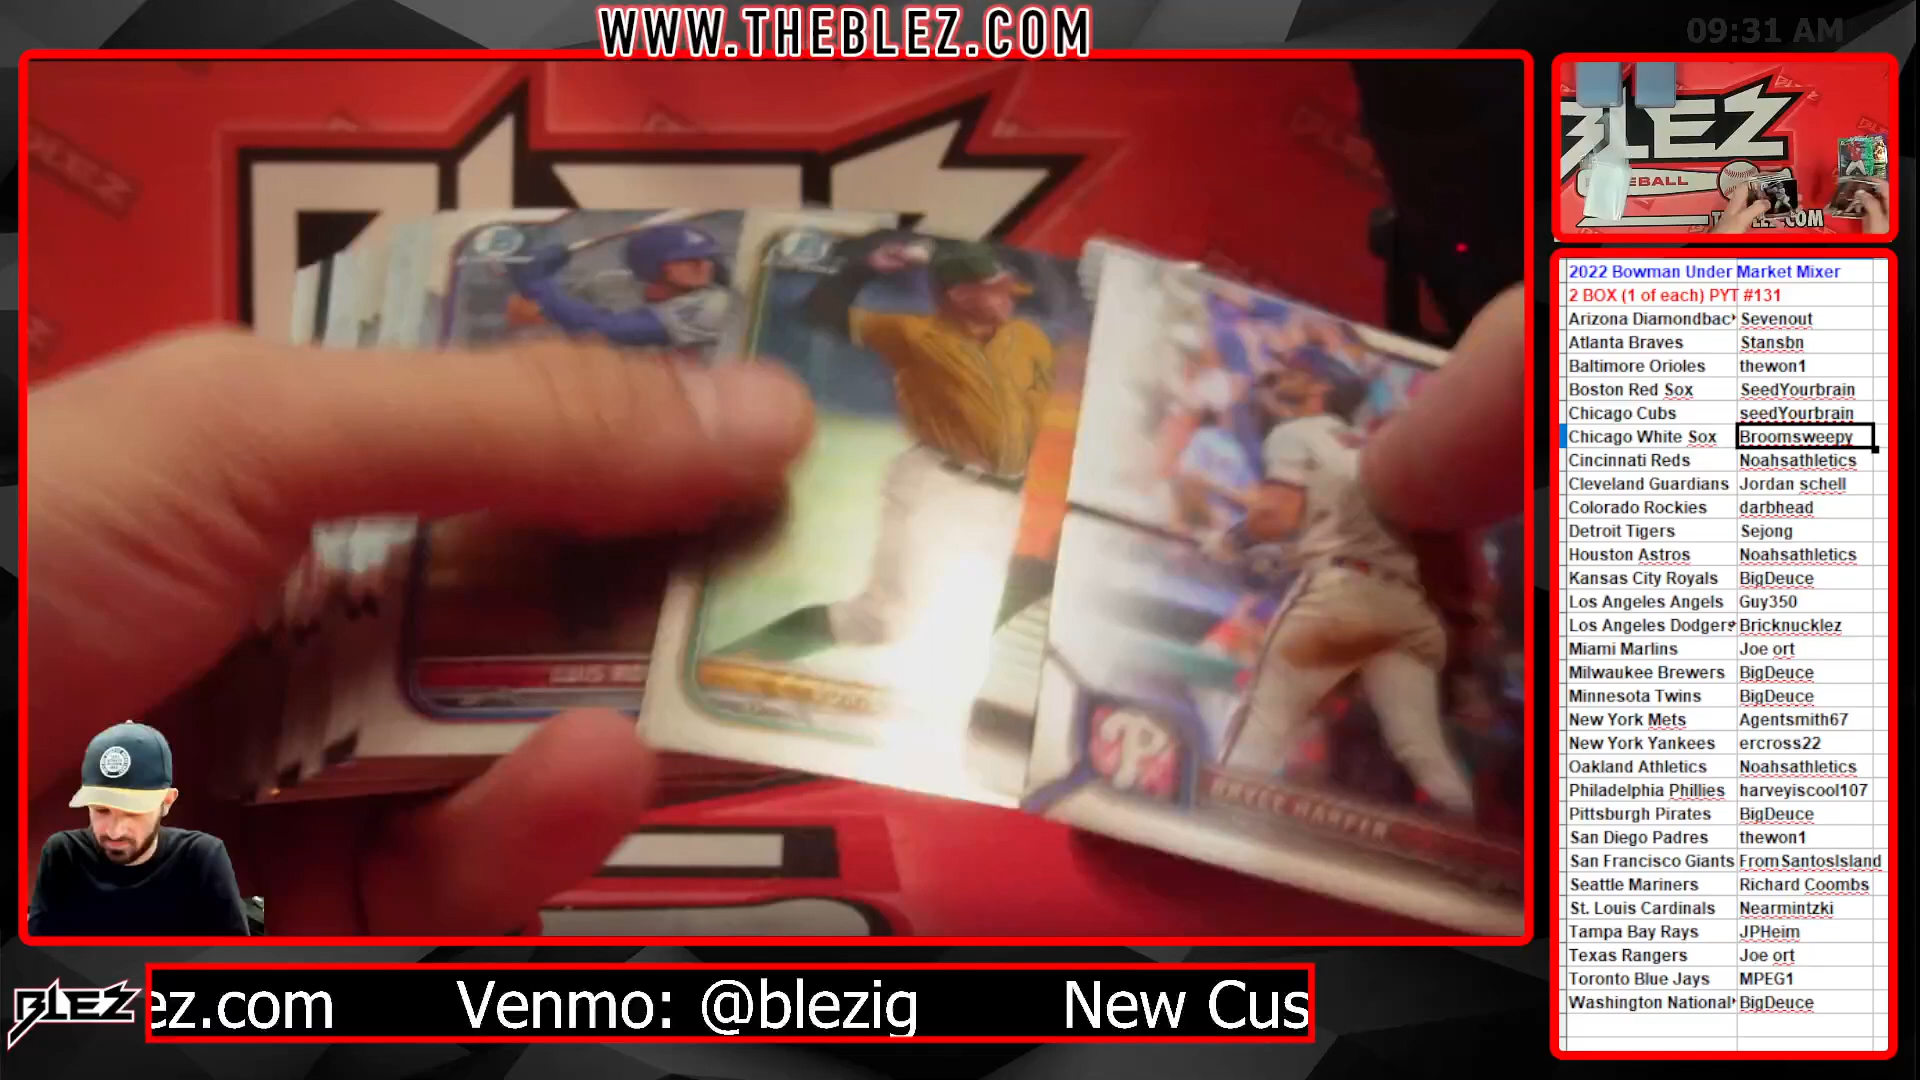 WWW.THEBLEZ.COM
09:31 AM
BLEZ
2022 Bowman Under Market Mixer
2 BOX (1 of each) PYT #131
Arizona Diamondbac Sevenout
Atlanta Braves Stansbn
Baltimore Orioles thewon1
Boston Red Sox SeedYourbrain
Chicago Cubs seedYourbrain
Chicago White Sox Broomsweepy
Cincinnati Reds Noahsathletics
Cleveland Guardians Jordan schell
Colorado Rockies darbhead
Detroit Tigers Sejong
Houston Astros Noahsathletics
Kansas City Royals BigDeuce
Los Angeles Angels Guy350
Los Angeles Dodgers Bricknucklez
Miami Marlins Joe ort
Milwaukee Brewers BigDeuce
Minnesota Twins BigDeuce
New York Mets Agentsmith67
New York Yankees ercross22
Oakland Athletics Noahsathletics
Philadelphia Phillies harveyiscool107
Pittsburgh Pirates BigDeuce
San Diego Padres thewon1
San Francisco Giants FromSantosIsland
Seattle Mariners Richard Coombs
St. Louis Cardinals Nearmintzki
Tampa Bay Rays JPHeim
Texas Rangers Joe ort
Toronto Blue Jays MPEG1
Washington National BigDeuce
BRYCE HARPER
BLEZ
ez.com Venmo: @blezig New Cus